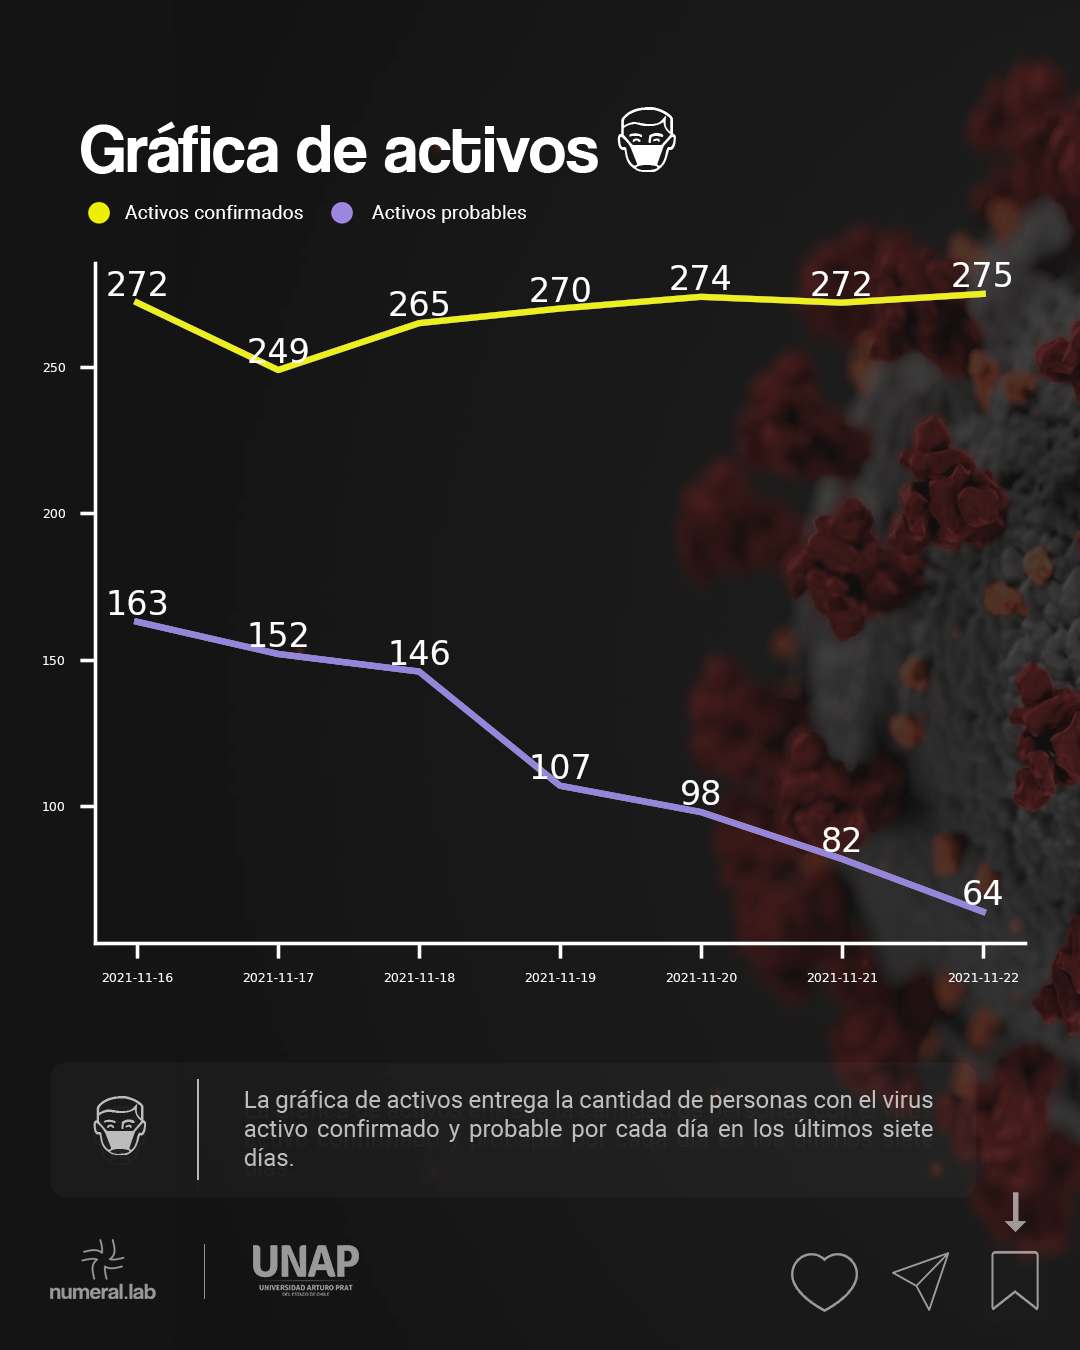 Gráfica de activos
Activos confirmados Activos probables
272 249 265 270 274 272 275
250
200
163 152 146 107 98 82 64
150
100
2021-11-16 2021-11-17 2021-11-18 2021-11-19 2021-11-20 2021-11-21 2021-11-22
La gráfica de activos entrega la cantidad de personas con el virus
activo confirmado y probable por cada día en los últimos siete
días.
numeral.lab
UNAP
UNIVERSIDAD ARTURO PRAT
DEL ESTADO DE CHILE